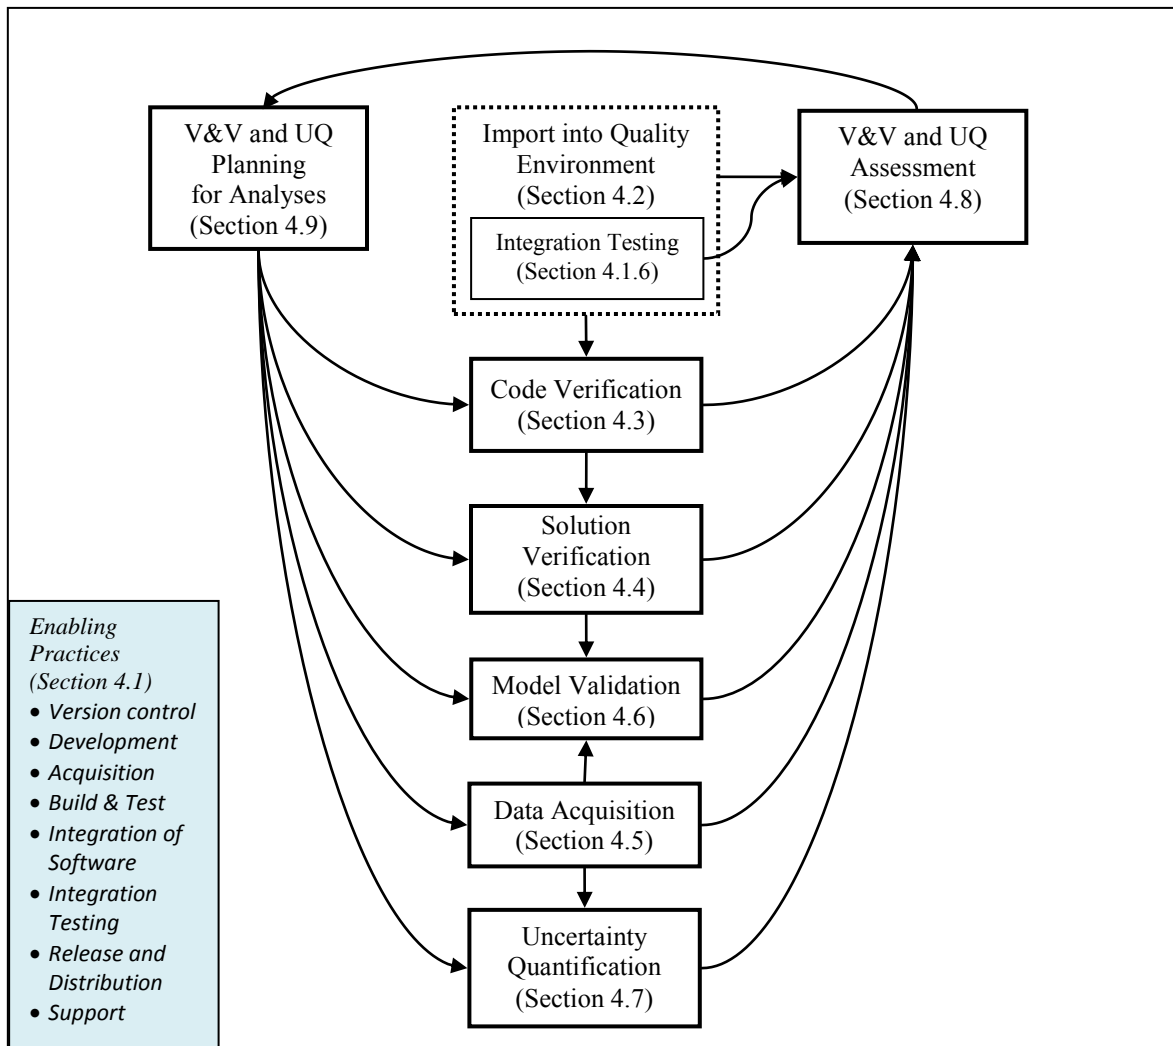 V&V and UQ
Planning
for Analyses
(Section 4.9)
Import into Quality
Environment
(Section 4.2)
Integration Testing
(Section 4.1.6)
V&V and UQ
Assessment
(Section 4.8)
Code Verification
(Section 4.3)
Solution
Verification
(Section 4.4)
Model Validation
(Section 4.6)
Data Acquisition
(Section 4.5)
Uncertainty
Quantification
(Section 4.7)
Enabling
Practices
(Section 4.1)
• Version control
• Development
• Acquisition
• Build & Test
• Integration of
Software
• Integration
Testing
• Release and
Distribution
• Support